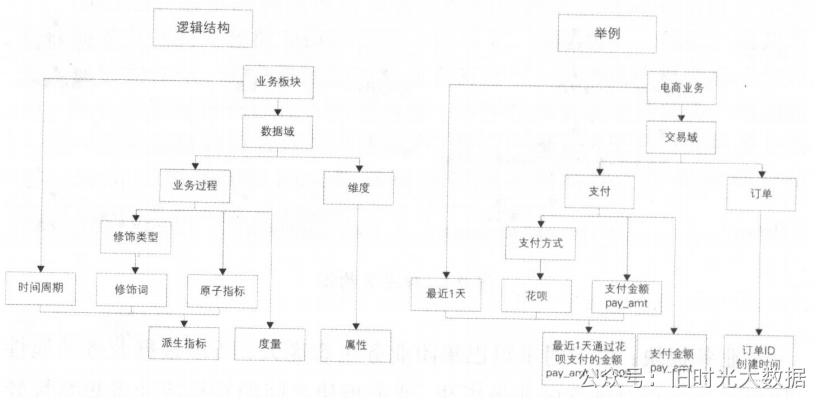 逻辑结构
举例
业务板块
电商业务
数据域
交易域
业务过程
维度
支付
订单
修饰类型
支付方式
时间周期
修饰词
原子指标
最近1天
花呗
支付金额
pay_amt
派生指标
度量
属性
最近1天通过花
呗支付的金额
支付金额
pay_amt
订单ID
创建时间
公众号：旧时光大数据